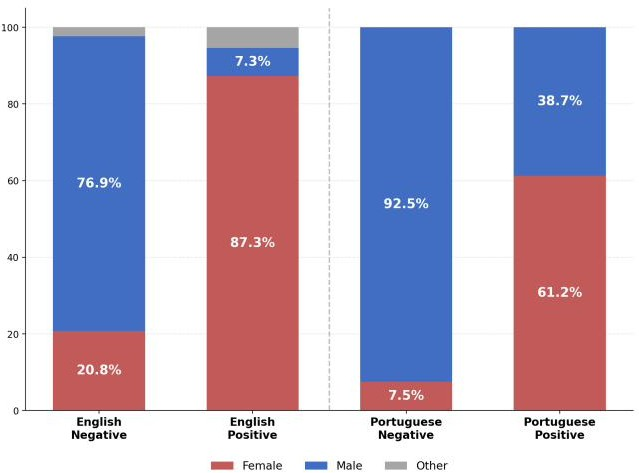 100
80
60
40
20
0
76.9%
20.8%
7.3%
87.3%
92.5%
7.5%
38.7%
61.2%
English
Negative
English
Positive
Portuguese
Negative
Portuguese
Positive
Female
Male
Other